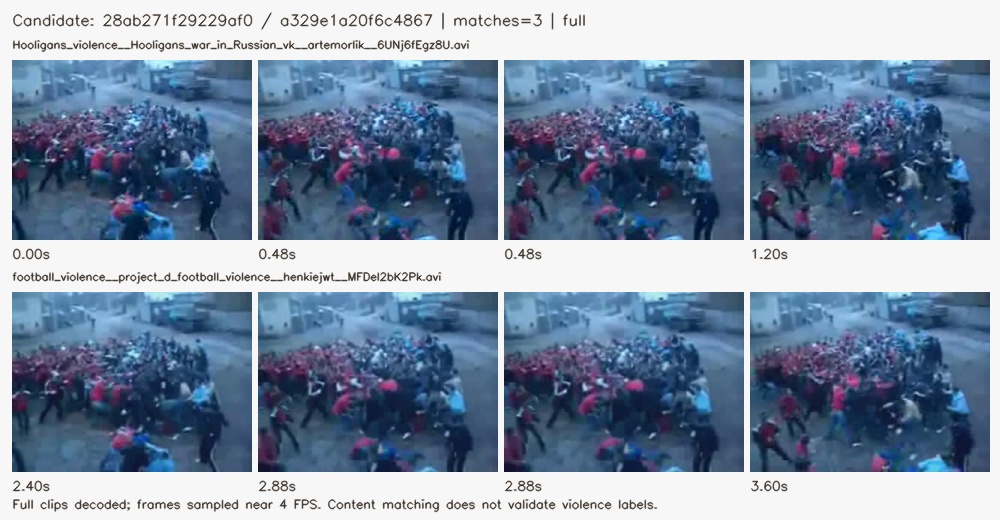 Candidate: 28ab271f29229af0 / a329e1a20f6c4867 | matches=3 | full
Hooligans_violence__Hooligans_war_in_Russian_vk__artemorlik__6UNj6fEgz8U.avi
0.00s 0.48s 0.48s 1.20s
football_violence__project_d_football_violence__henkiejwt__MFDel2bK2Pk.avi
2.40s 2.88s 2.88s 3.60s
Full clips decoded; frames sampled near 4 FPS. Content matching does not validate violence labels.